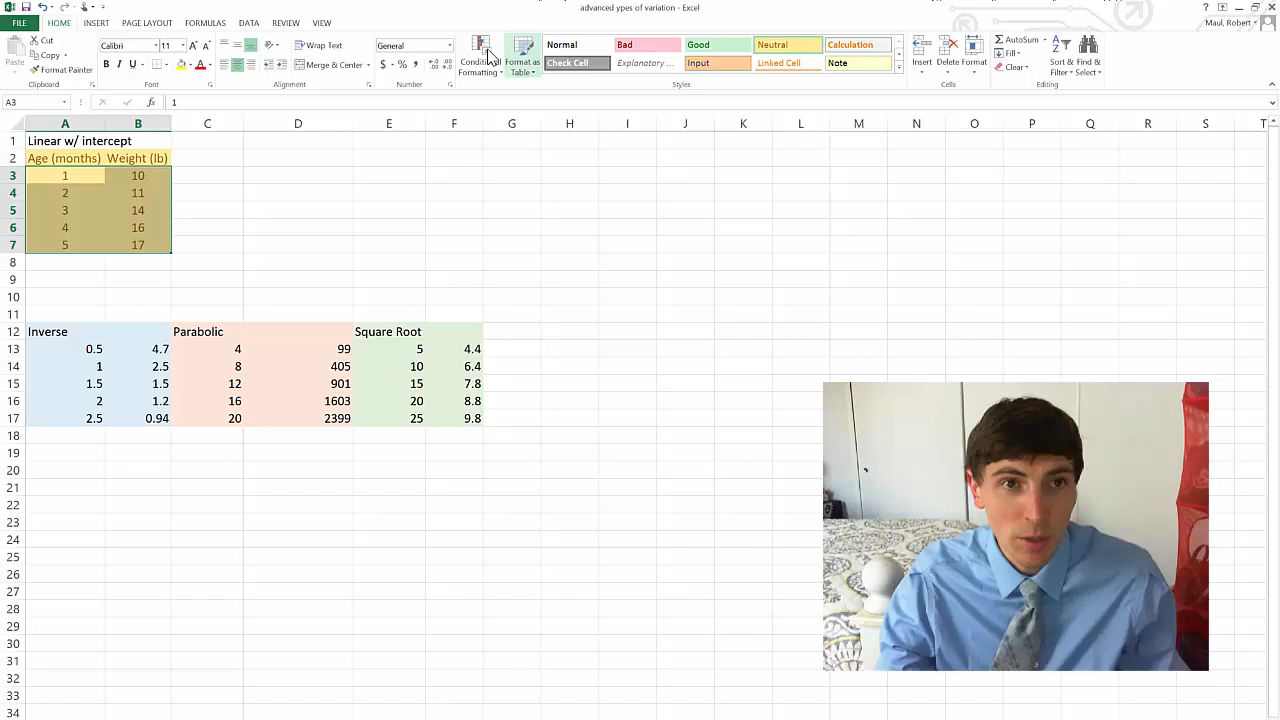 advanced types of variation - Excel
Maul, Robert
FILE HOME INSERT PAGE LAYOUT FORMULAS DATA REVIEW VIEW
Paste Cut Copy Format Painter Clipboard
Calibri 11 B I U A A Font
Wrap Text Merge & Center Alignment
General $ % , Number
Conditional Formatting Format as Table
Normal Bad Good Neutral Calculation
Check Cell Explanatory ... Input Linked Cell Note
Styles
Insert Delete Format Cells
AutoSum Fill Clear Sort & Filter Find & Select Editing
A3 fx 1
A B C D E F G H I J K L M N O P Q R S T
1 Linear w/ intercept
2 Age (months) Weight (lb)
3 1 10
4 2 11
5 3 14
6 4 16
7 5 17
8
9
10
11
12 Inverse Parabolic Square Root
13 0.5 4.7 4 99 5 4.4
14 1 2.5 8 405 10 6.4
15 1.5 1.5 12 901 15 7.8
16 2 1.2 16 1603 20 8.8
17 2.5 0.94 20 2399 25 9.8
18
19
20
21
22
23
24
25
26
27
28
29
30
31
32
33
34